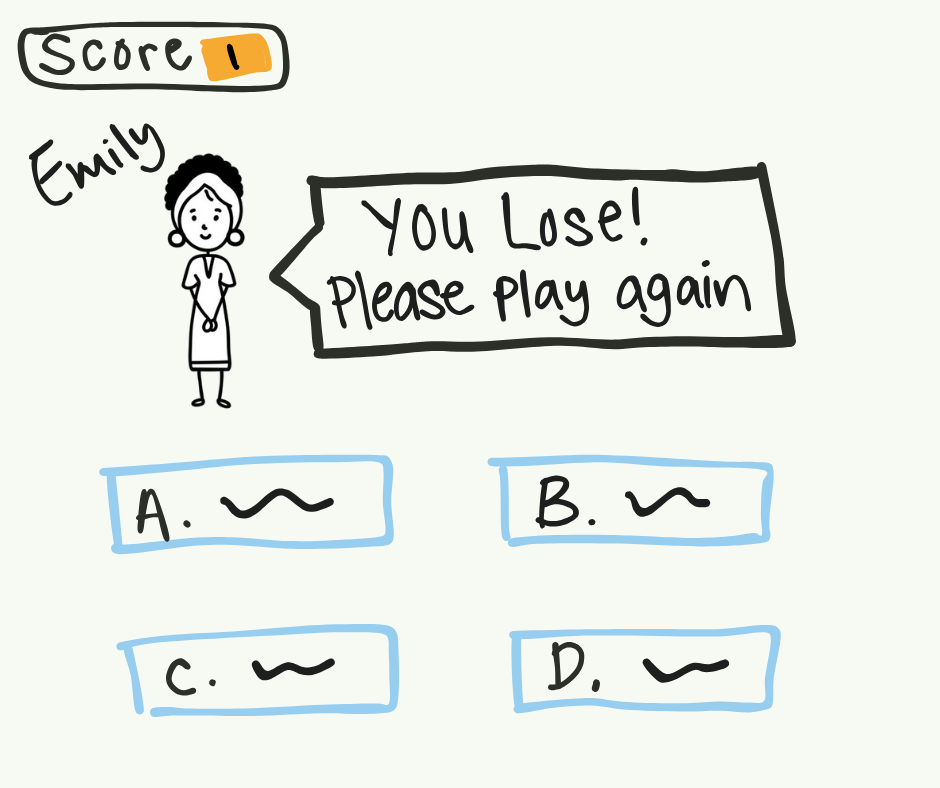 Score 1
Emily
You Lose!
Please play again
A.
B.
C.
D.